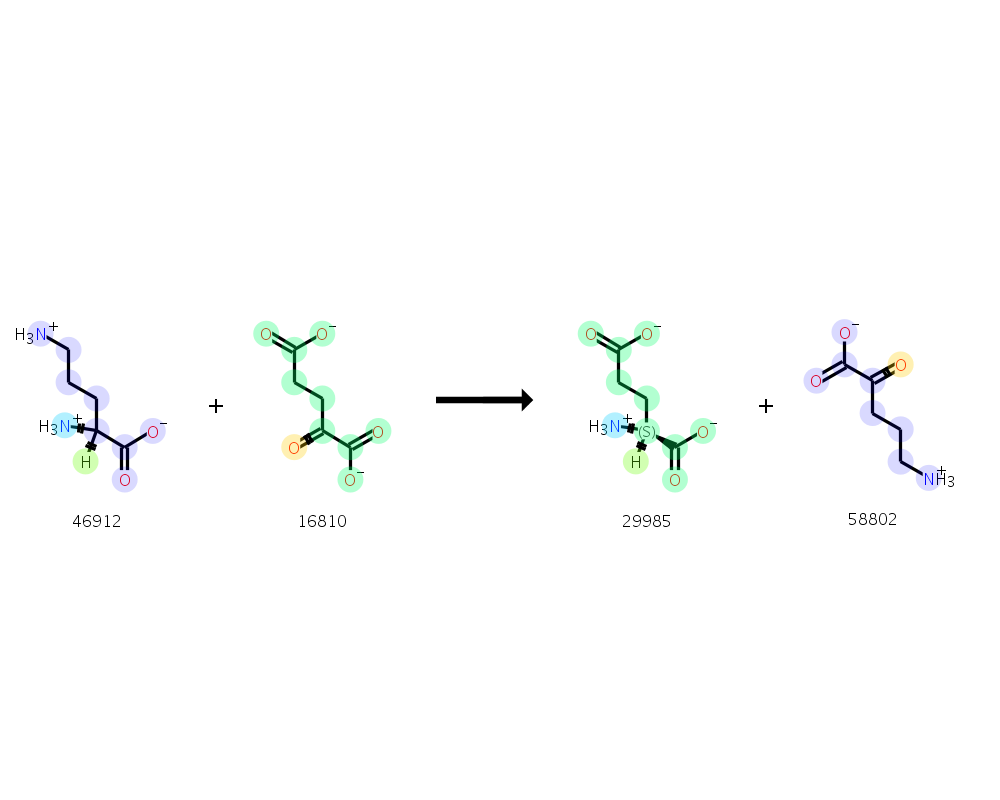 H₃N⁺ H₃N⁺ H O O⁻
46912
+
O O⁻ O O O⁻
16810
O O⁻ H₃N⁺ (S) H O O⁻
29985
+
O⁻ O O NH₃⁺
58802